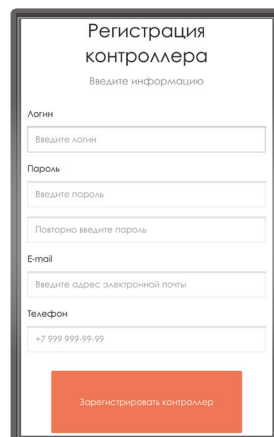 Регистрация
контроллера
Введите информацию
Логин
Введите логин
Пароль
Введите пароль
Повторно введите пароль
E-mail
Введите адрес электронной почты
Телефон
+7 999 999-99-99
Зарегистрировать контроллер